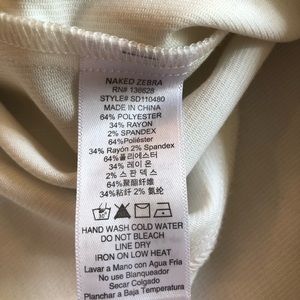 NAKED ZEBRA
RN# 136628
STYLE# SD110480
MADE IN CHINA
64% POLYESTER
34% RAYON
2% SPANDEX
64%Poliéster
34% Rayón 2% Spandex
64%폴리에스터
34% 레이 온
2% 스 판 덱 스
64%聚酯纤维
34%粘纤 2% 氨纶
HAND WASH COLD WATER
DO NOT BLEACH
LINE DRY
IRON ON LOW HEAT
Lavar a Mano con Agua Fria
No use Blanqueador
Secar Colgado
Planchar a Baja Temperatura